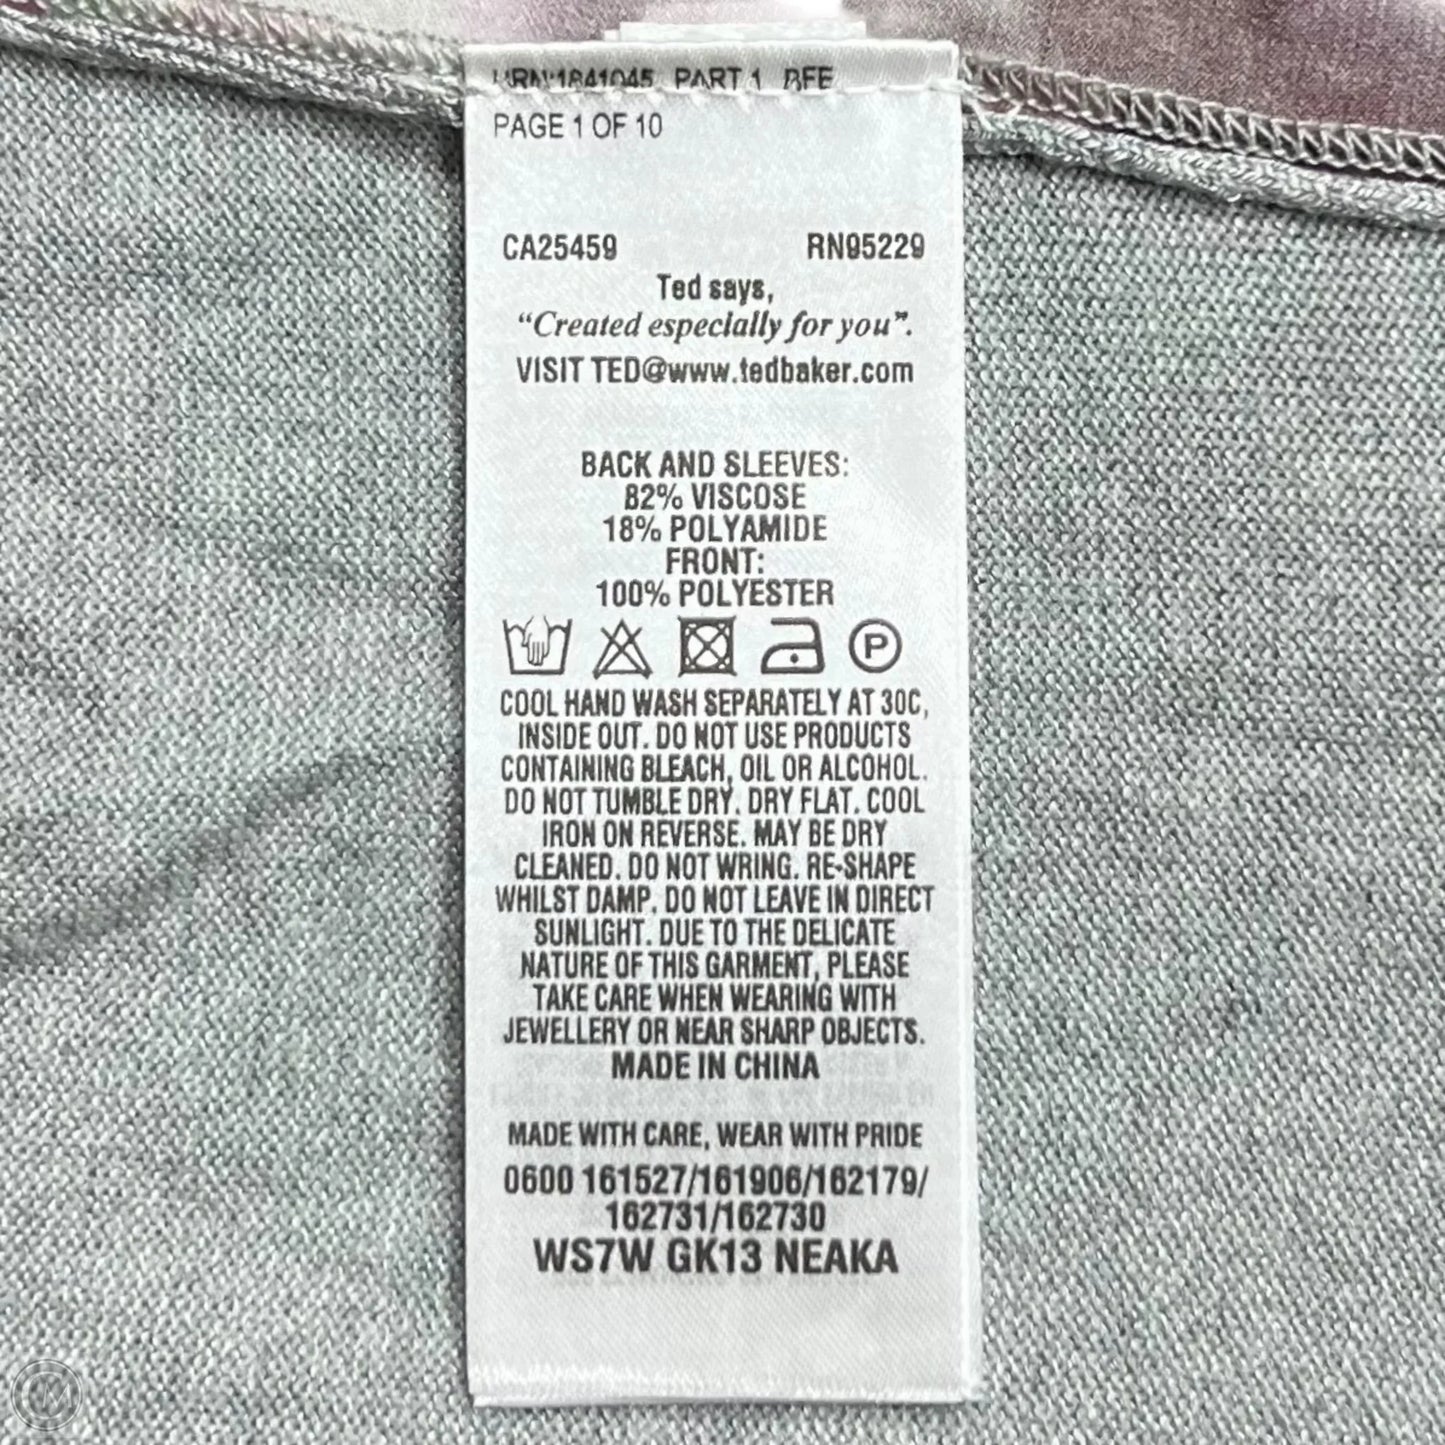 URN:1641045 PART 1 BFE
PAGE 1 OF 10
CA25459 RN95229
Ted says,
“Created especially for you”.
VISIT TED@www.tedbaker.com
BACK AND SLEEVES:
82% VISCOSE
18% POLYAMIDE
FRONT:
100% POLYESTER
P
COOL HAND WASH SEPARATELY AT 30C,
INSIDE OUT. DO NOT USE PRODUCTS
CONTAINING BLEACH, OIL OR ALCOHOL.
DO NOT TUMBLE DRY. DRY FLAT. COOL
IRON ON REVERSE. MAY BE DRY
CLEANED. DO NOT WRING. RE-SHAPE
WHILST DAMP. DO NOT LEAVE IN DIRECT
SUNLIGHT. DUE TO THE DELICATE
NATURE OF THIS GARMENT, PLEASE
TAKE CARE WHEN WEARING WITH
JEWELLERY OR NEAR SHARP OBJECTS.
MADE IN CHINA
MADE WITH CARE, WEAR WITH PRIDE
0600 161527/161906/162179/
162731/162730
WS7W GK13 NEAKA